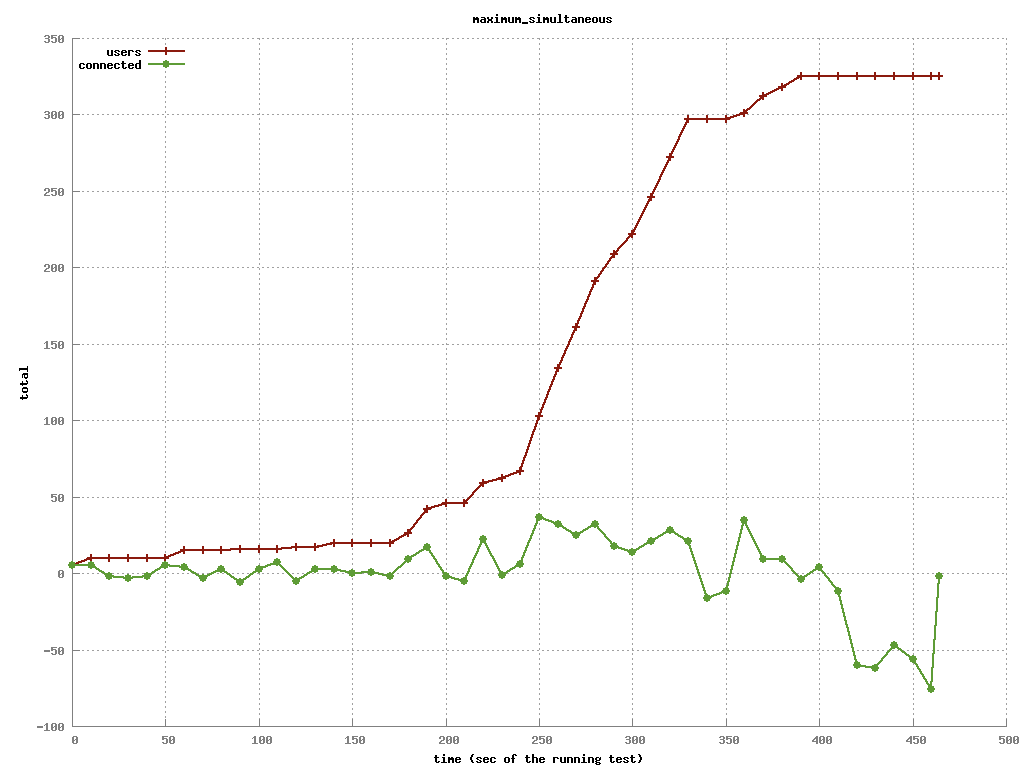 maximum_simultaneous
users
connected
350
300
250
200
150
100
50
0
-50
-100
total
0 50 100 150 200 250 300 350 400 450 500
time (sec of the running test)